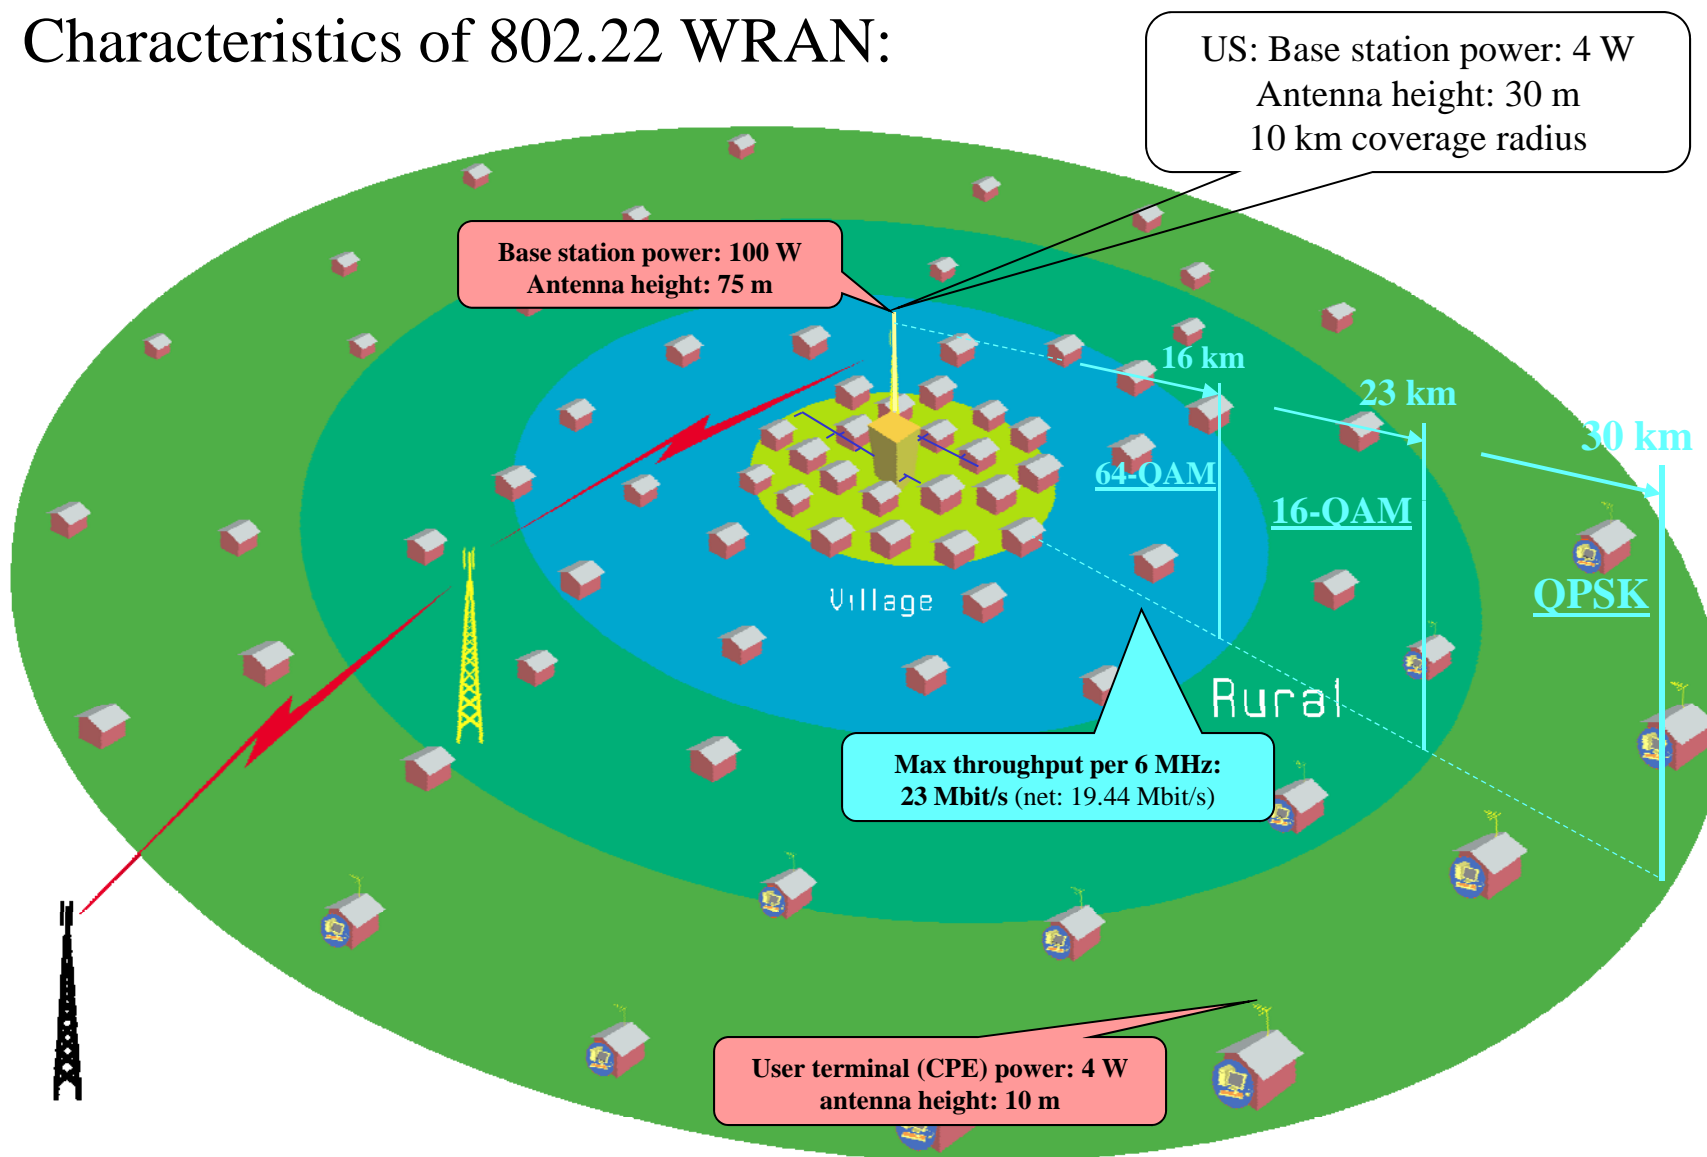 Characteristics of 802.22 WRAN:
US: Base station power: 4 W
Antenna height: 30 m
10 km coverage radius
Base station power: 100 W
Antenna height: 75 m
16 km
23 km
30 km
64-QAM
16-QAM
QPSK
Village
Rural
Max throughput per 6 MHz:
23 Mbit/s (net: 19.44 Mbit/s)
User terminal (CPE) power: 4 W
antenna height: 10 m